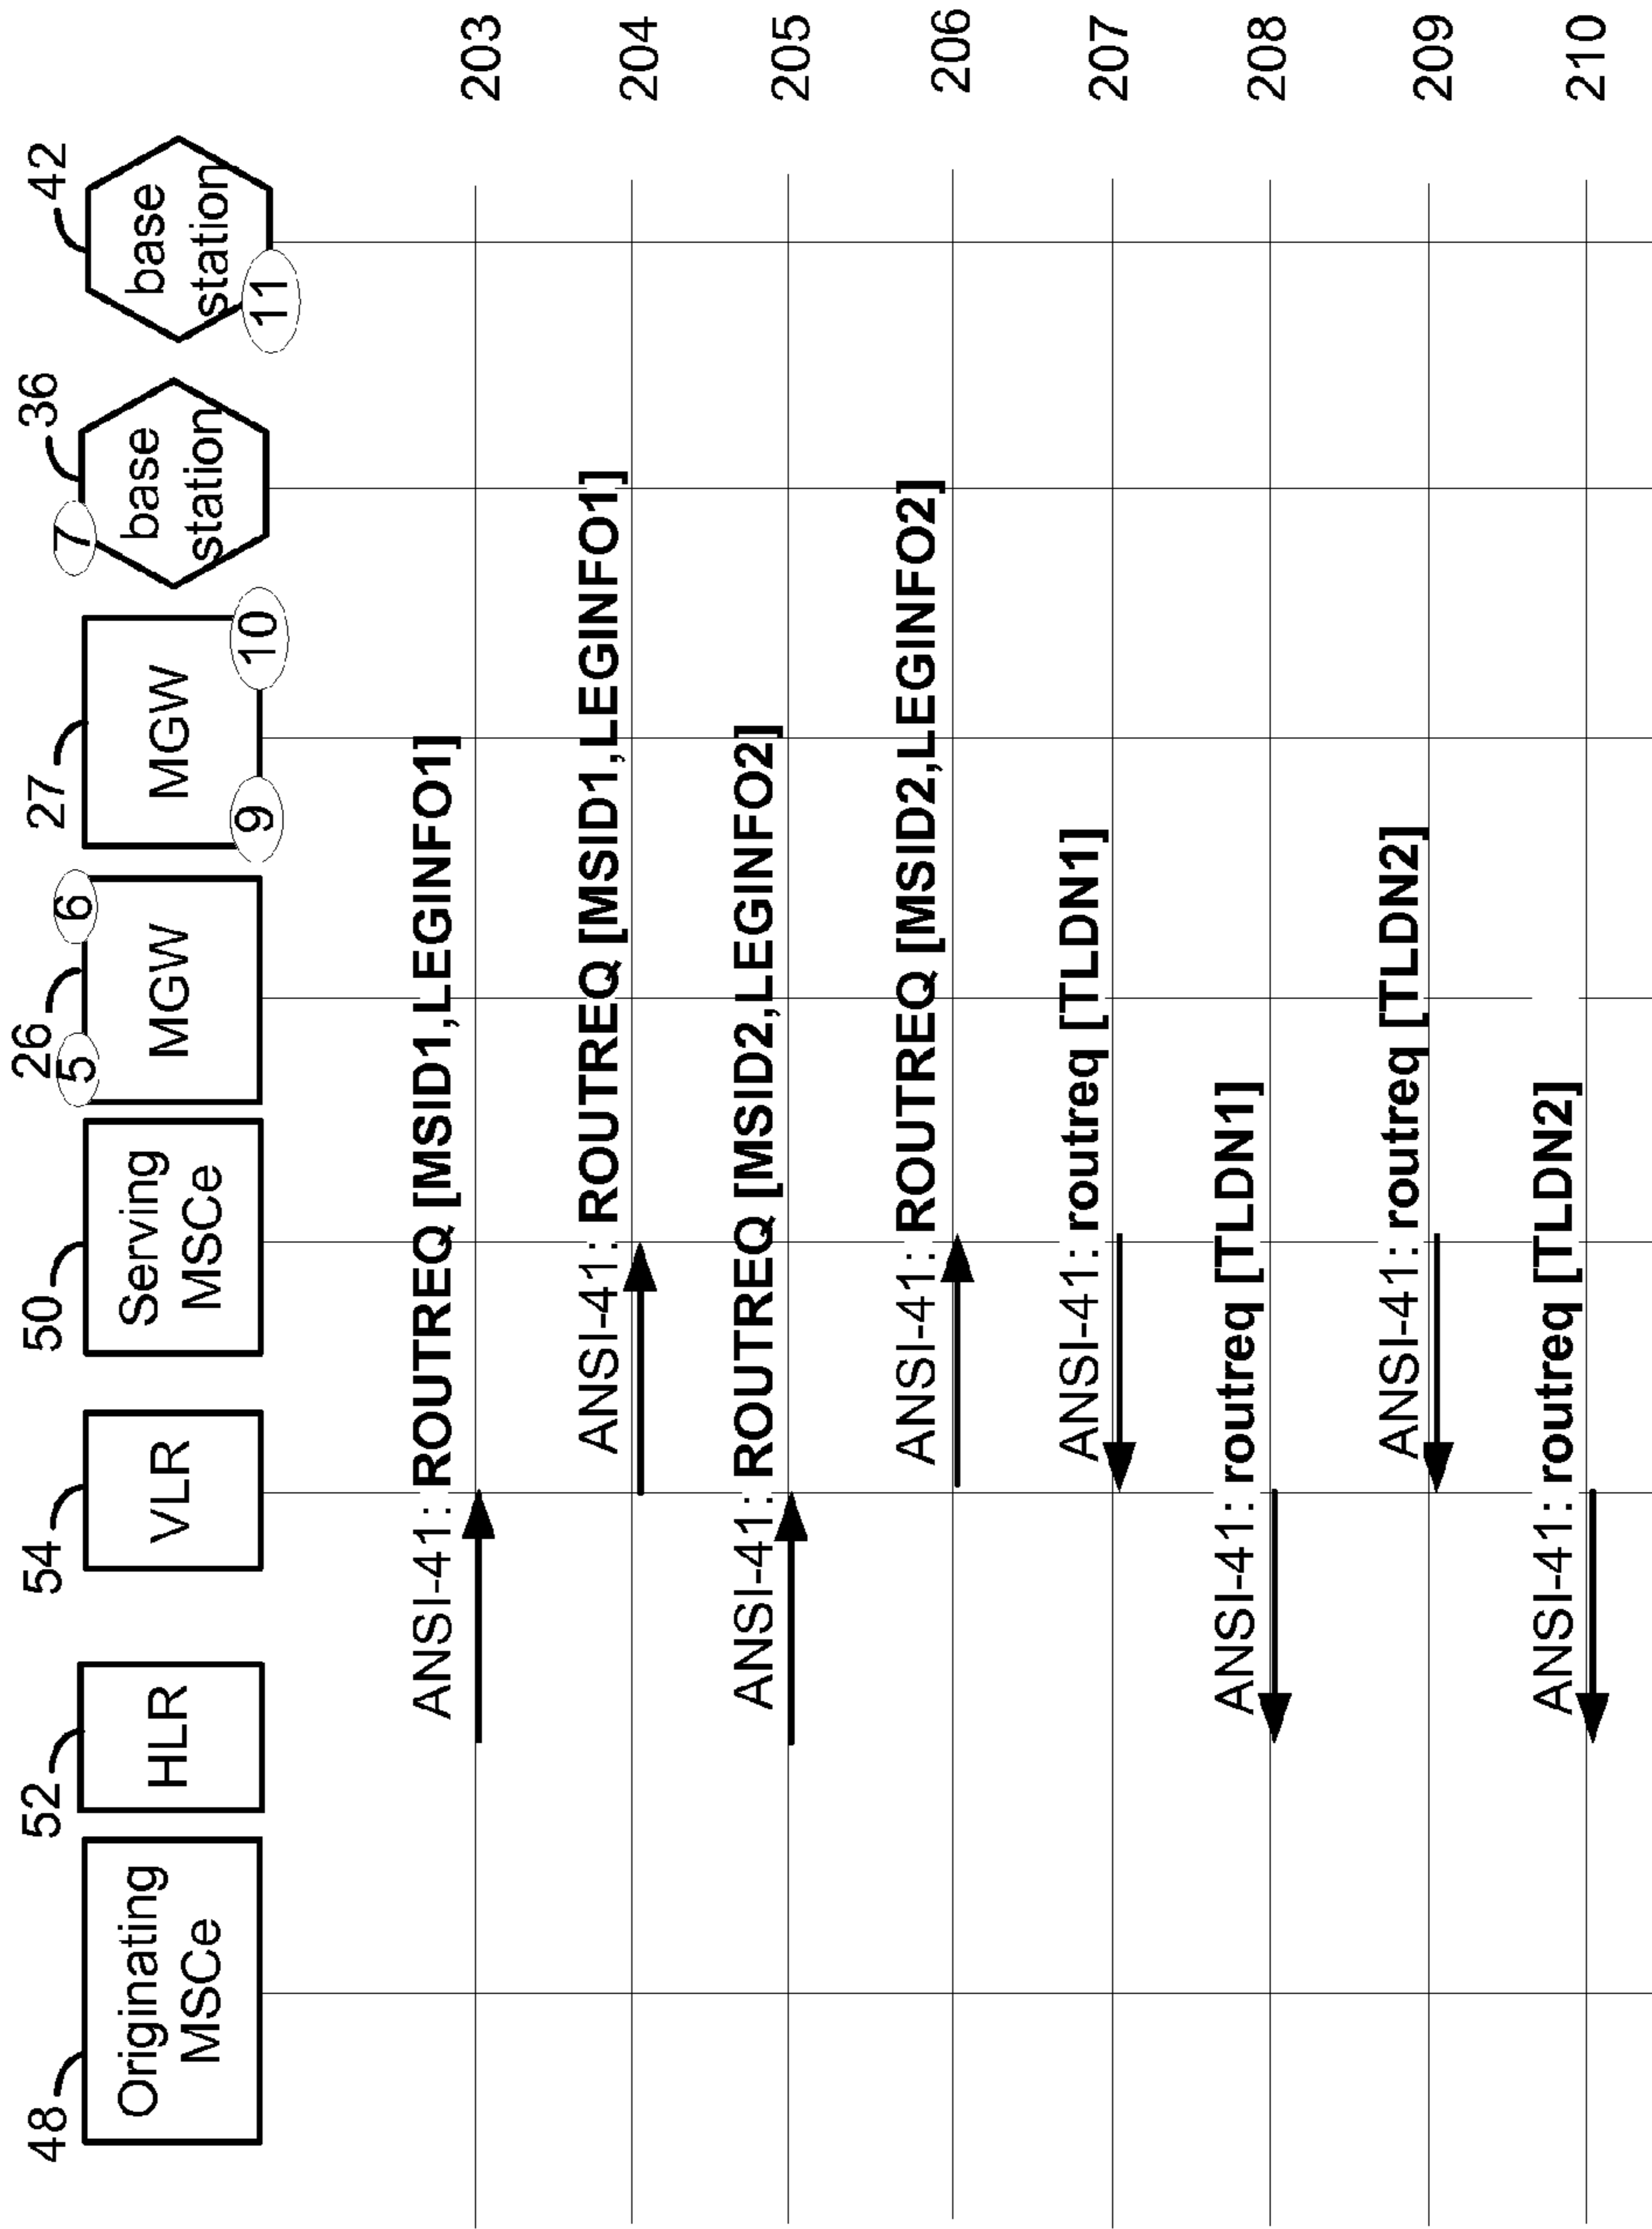 48
52
54
50
26
27
36
42
5
6
7
Originating
MSCe
HLR
VLR
Serving
MSCe
MGW
MGW
base
station
base
station
9
10
11
ANSI-41: ROUTREQ [MSID1,LEGINFO1]
203
ANSI-41: ROUTREQ [MSID1,LEGINFO1]
204
ANSI-41: ROUTREQ [MSID2,LEGINFO2]
205
ANSI-41: ROUTREQ [MSID2,LEGINFO2]
206
ANSI-41: routreq [TLDN1]
207
ANSI-41: routreq [TLDN1]
208
ANSI-41: routreq [TLDN2]
209
ANSI-41: routreq [TLDN2]
210